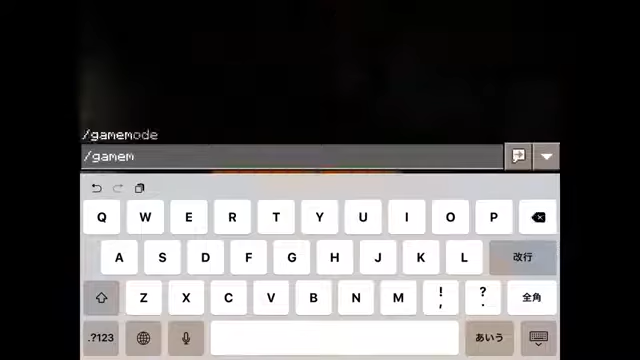 /gamemode
/gamem
Q W E R T Y U I O P
A S D F G H J K L 改行
Z X C V B N M ! , ? . 全角
.?123 あいう